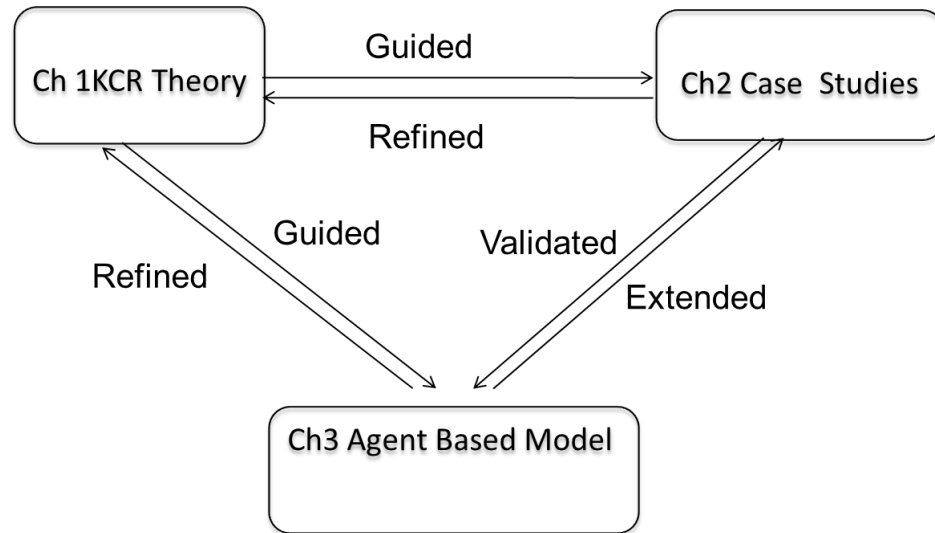 Guided
Ch 1KCR Theory
Ch2 Case  Studies
Refined
Guided
Validated
Refined
Extended
Ch3 Agent Based Model